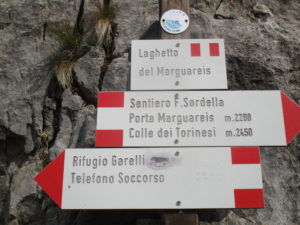 Laghetto
del Marguareis
Sentiero F.Sordella
Porta Marguareis m.2288
Colle dei Torinesi m.2450
Rifugio Garelli
Telefono Soccorso